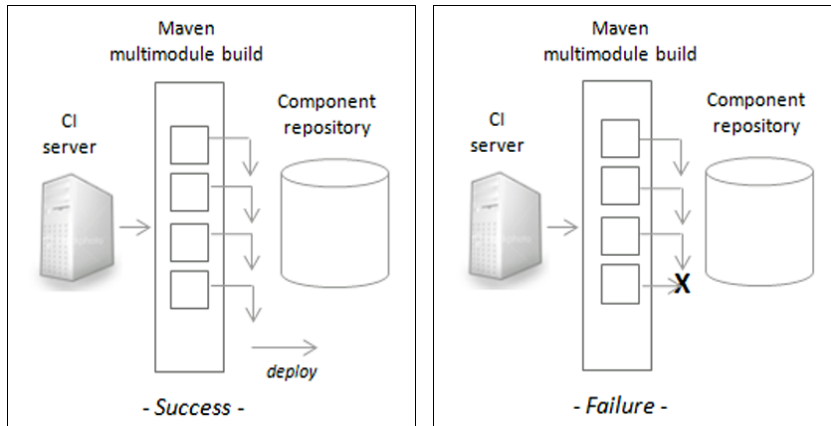 Maven
multimodule build
CI
server
Component
repository
deploy
- Success -
Maven
multimodule build
CI
server
Component
repository
X
- Failure -